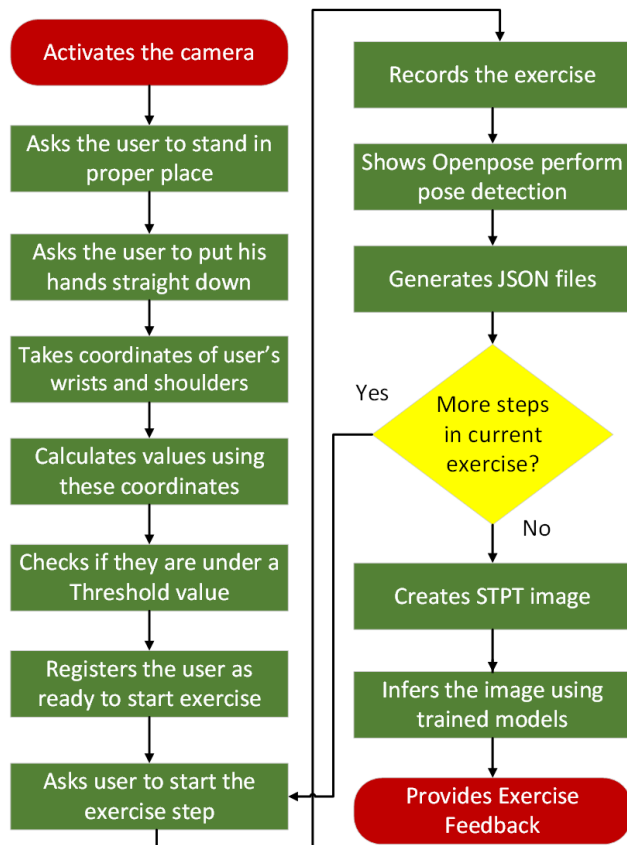 Activates the camera
Asks the user to stand in
proper place
Asks the user to put his
hands straight down
Takes coordinates of user's
wrists and shoulders
Calculates values using
these coordinates
Checks if they are under a
Threshold value
Registers the user as
ready to start exercise
Asks user to start the
exercise step
Records the exercise
Shows Openpose perform
pose detection
Generates JSON files
Yes
More steps
in current
exercise?
No
Creates STPT image
Infers the image using
trained models
Provides Exercise
Feedback